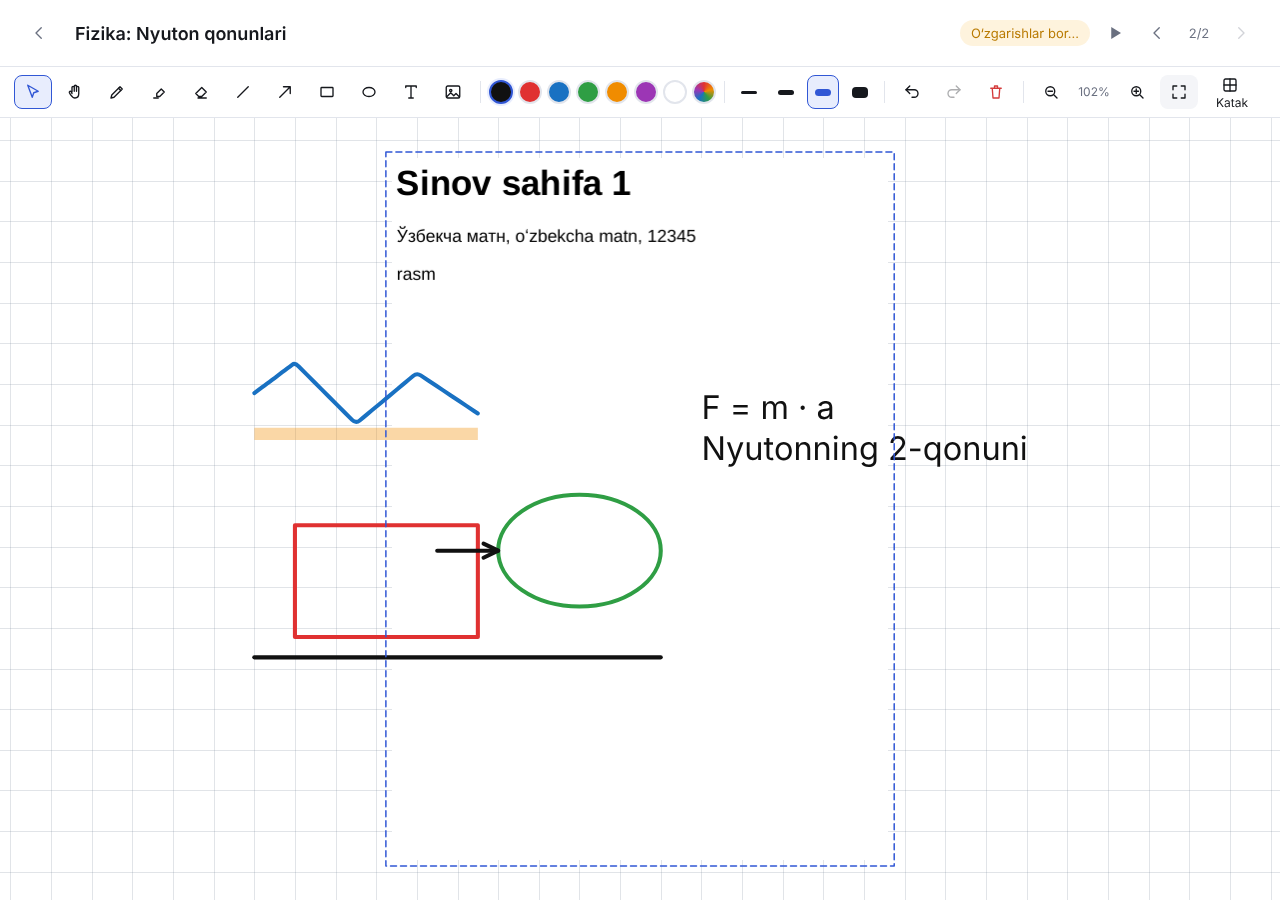 Fizika: Nyuton qonunlari
Oʻzgarishlar bor...
2/2
102%
Katak
Sinov sahifa 1
Ўзбекча матн, oʻzbekcha matn, 12345
rasm
F = m · a
Nyutonning 2-qonuni